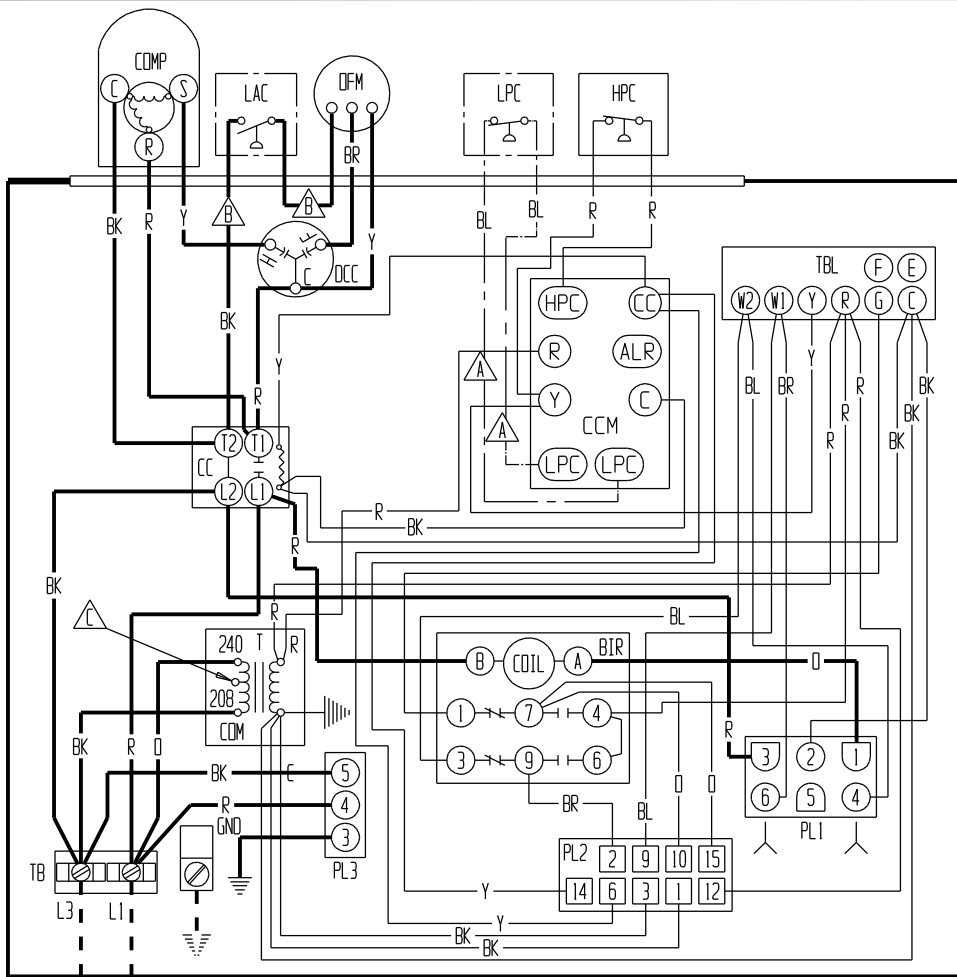 COMP
C S
R
LAC
OFM
LPC
HPC
BR
B B
BK R Y
H F
C
DCC
Y
BL BL R R
TBL F E
W2 W1 Y R G C
HPC CC
R ALR
Y C
CCM
LPC LPC
A
A
BK
Y
R
Y
BL BR
R R R
BK BK BK
T2 T1
CC
L2 L1
R
BK
R
BK
C
R
240 T R
208
COM
BL
BIR
B COIL A
O
1 7 4
3 9 6
BR BL O O
R
3 2 1
6 5 4
PL1
BK R O
BK C
R
GND
5
4
3
PL3
TB
L3 L1
PL2 2 9 10 15
14 6 3 1 12
Y
Y
BK
BK